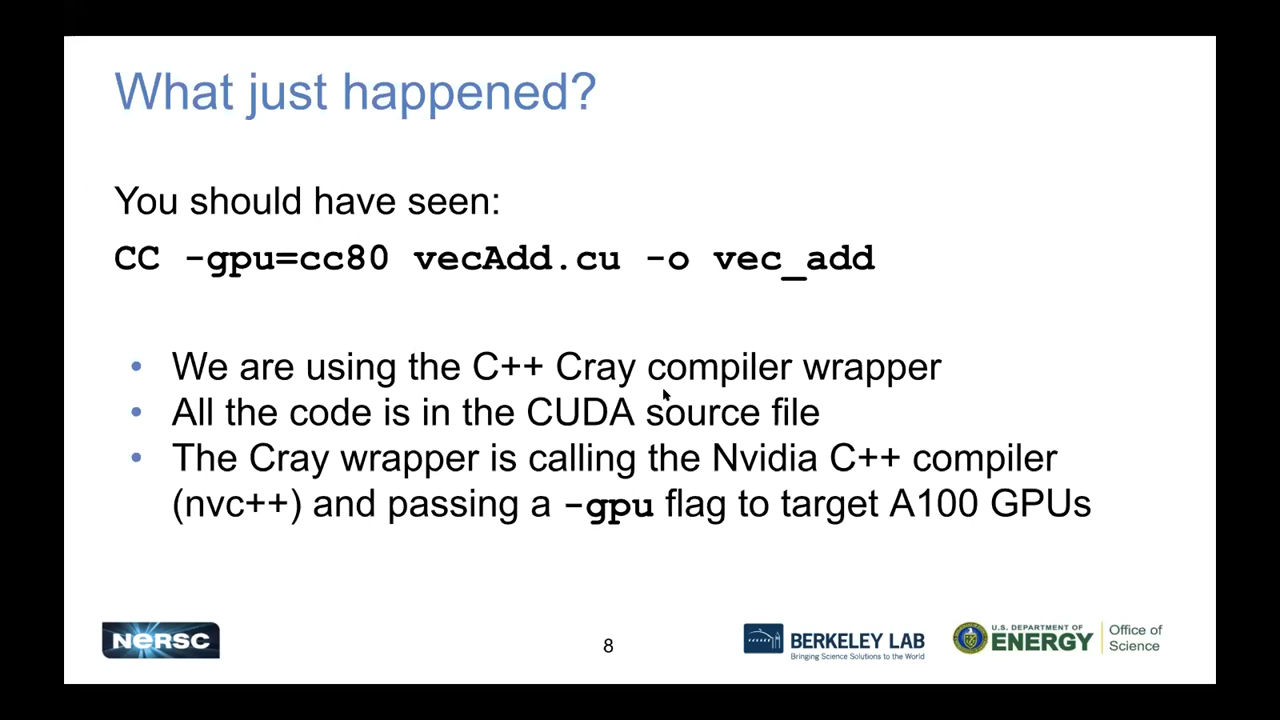 What just happened?
You should have seen:
CC -gpu=cc80 vecAdd.cu -o vec_add
• We are using the C++ Cray compiler wrapper
• All the code is in the CUDA source file
• The Cray wrapper is calling the Nvidia C++ compiler
(nvc++) and passing a -gpu flag to target A100 GPUs
NERSC
8
BERKELEY LAB
Bringing Science Solutions to the World
U.S. DEPARTMENT OF
ENERGY
Office of
Science